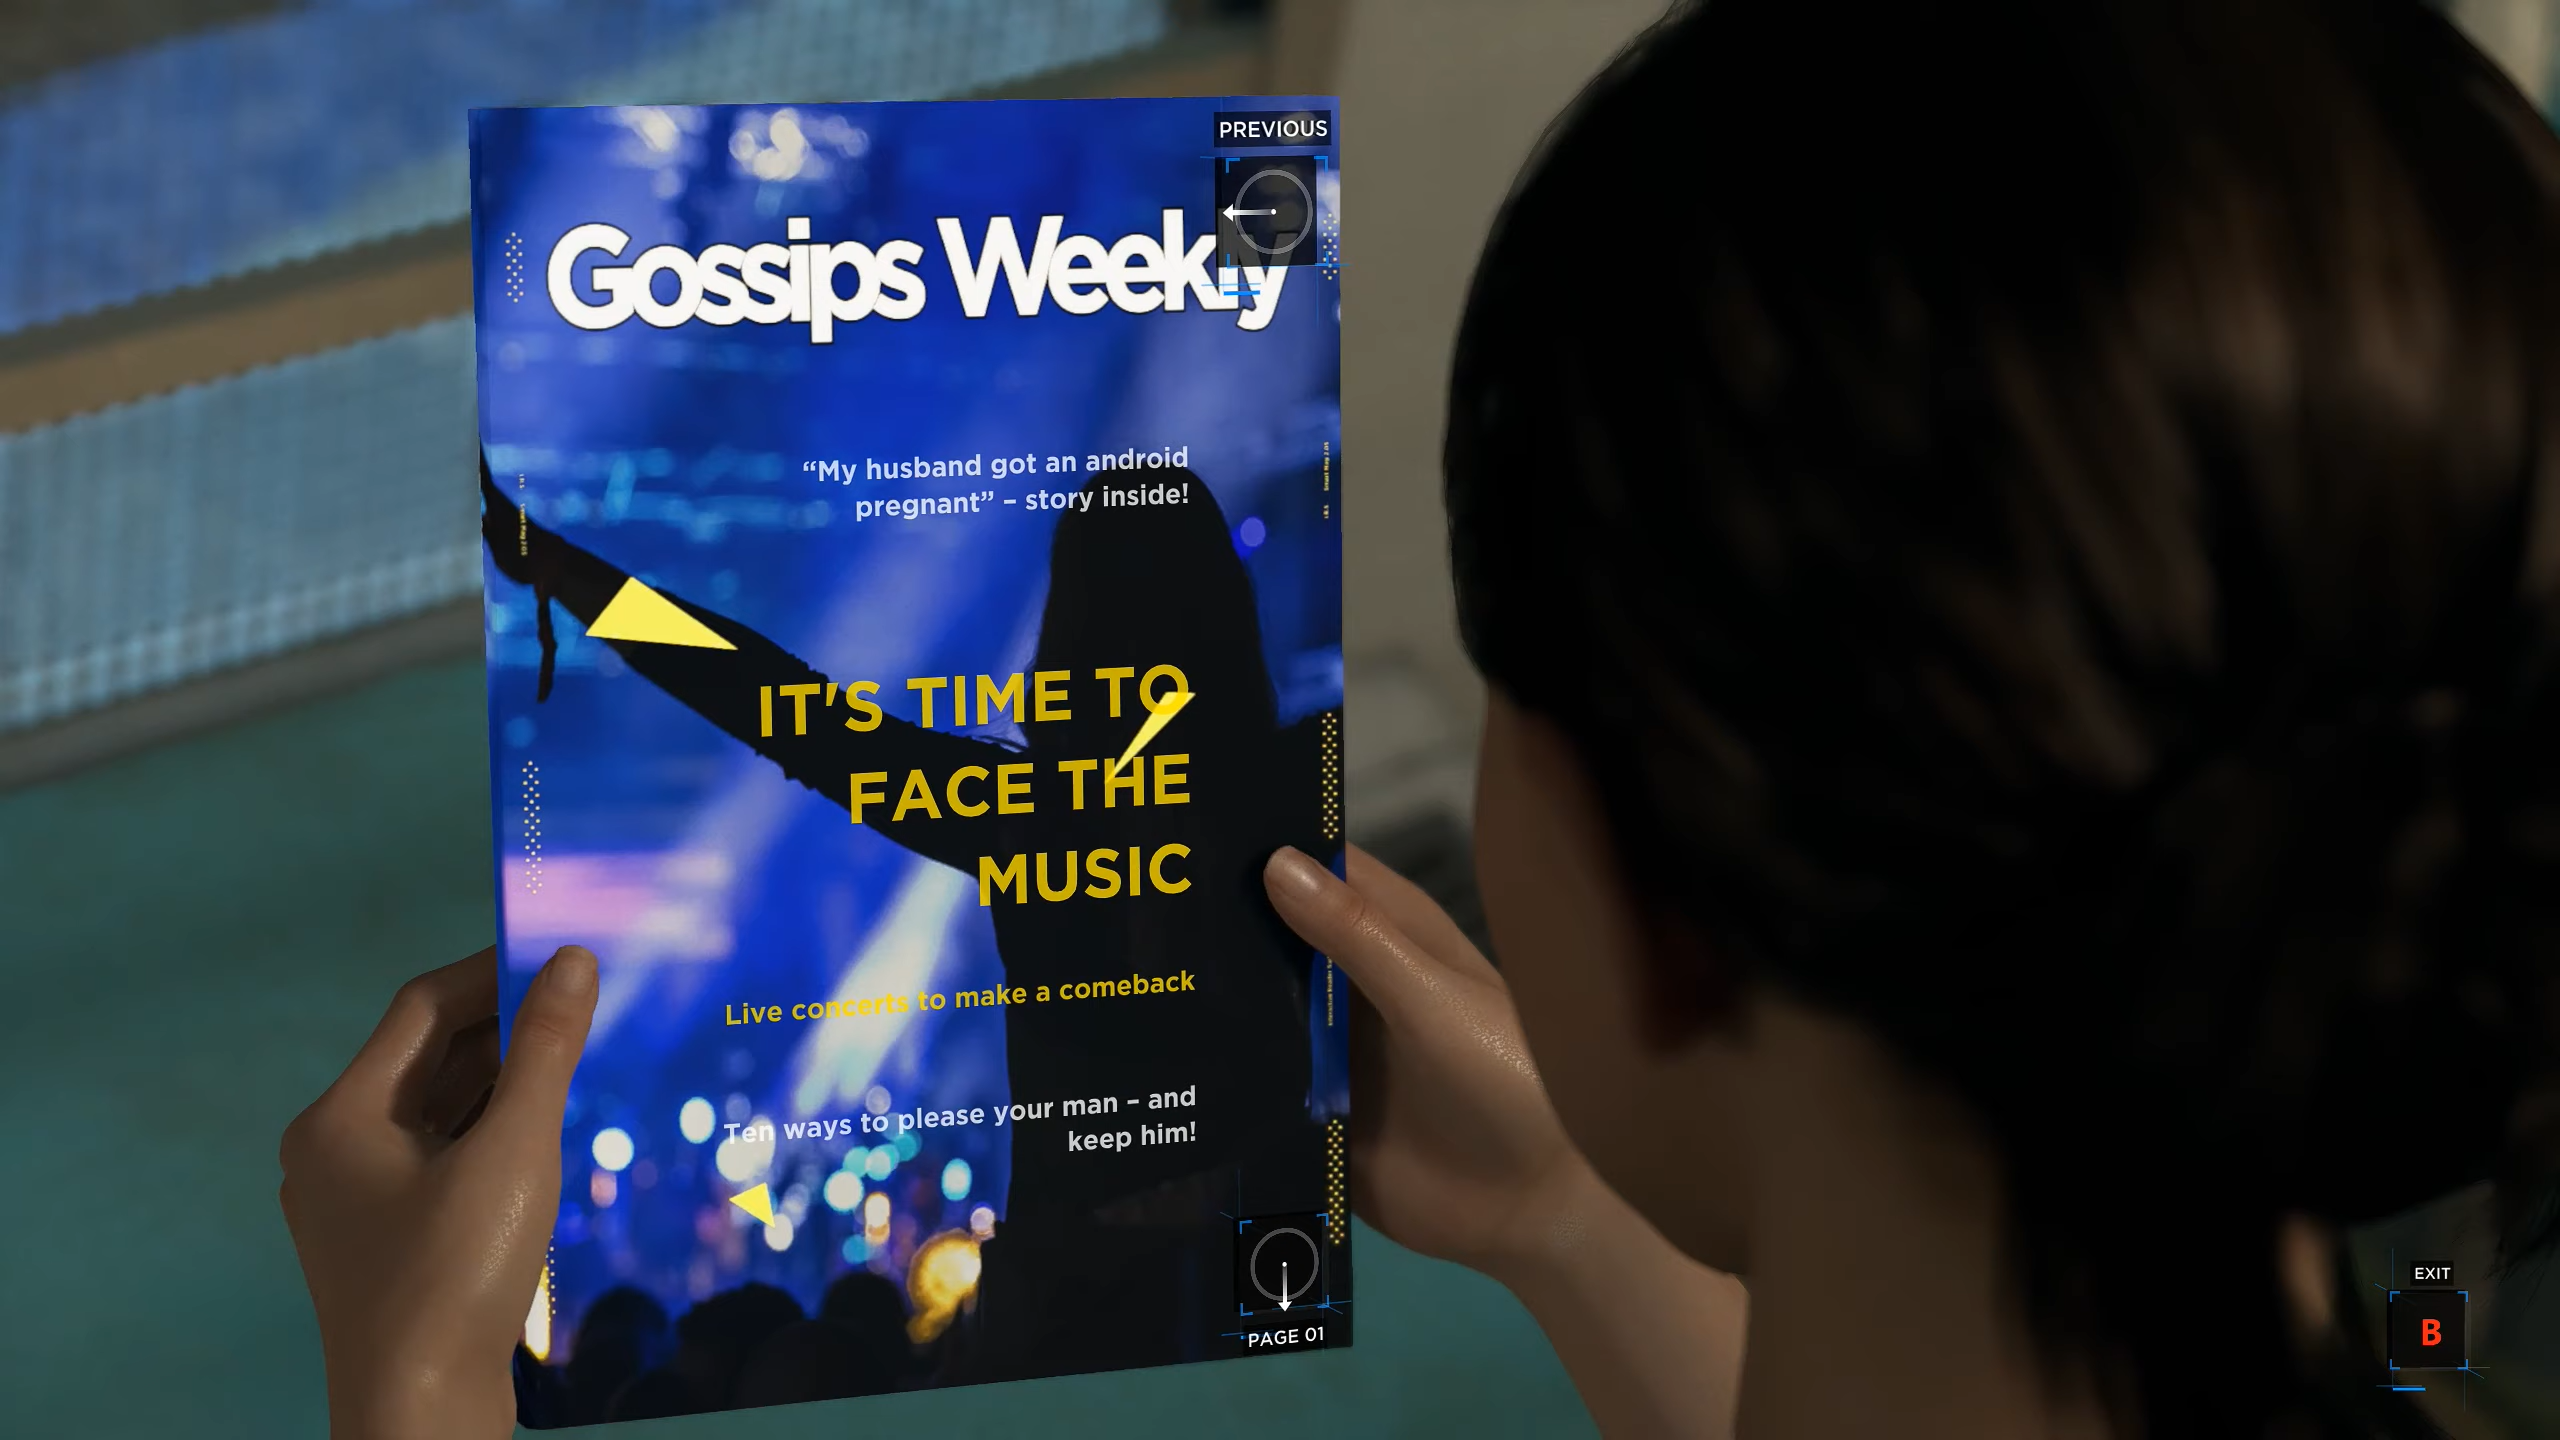 PREVIOUS
Gossips Weekly
“My husband got an android
pregnant” – story inside!
IT'S TIME TO
FACE THE
MUSIC
Live concerts to make a comeback
Ten ways to please your man – and
keep him!
PAGE 01
EXIT
B